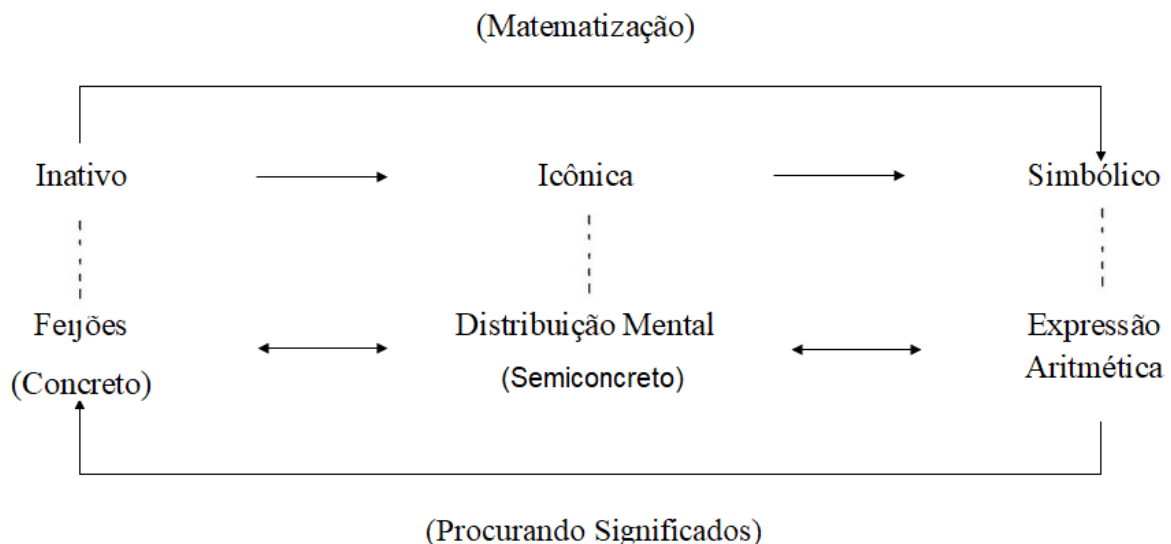 (Matematização)
Inativo
Icônica
Simbólico
Feijões
Distribuição Mental
Expressão
(Concreto)
(Semiconcreto)
Aritmética
(Procurando Significados)